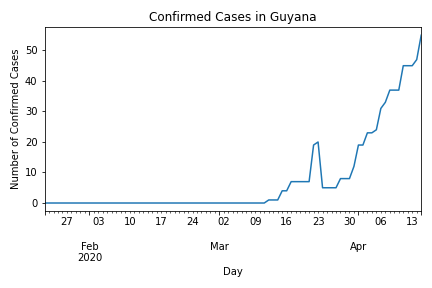 Confirmed Cases in Guyana
Number of Confirmed Cases
50
40
30
20
10
0
27 03 10 17 24 02 09 16 23 30 06 13
Feb Mar Apr
2020
Day